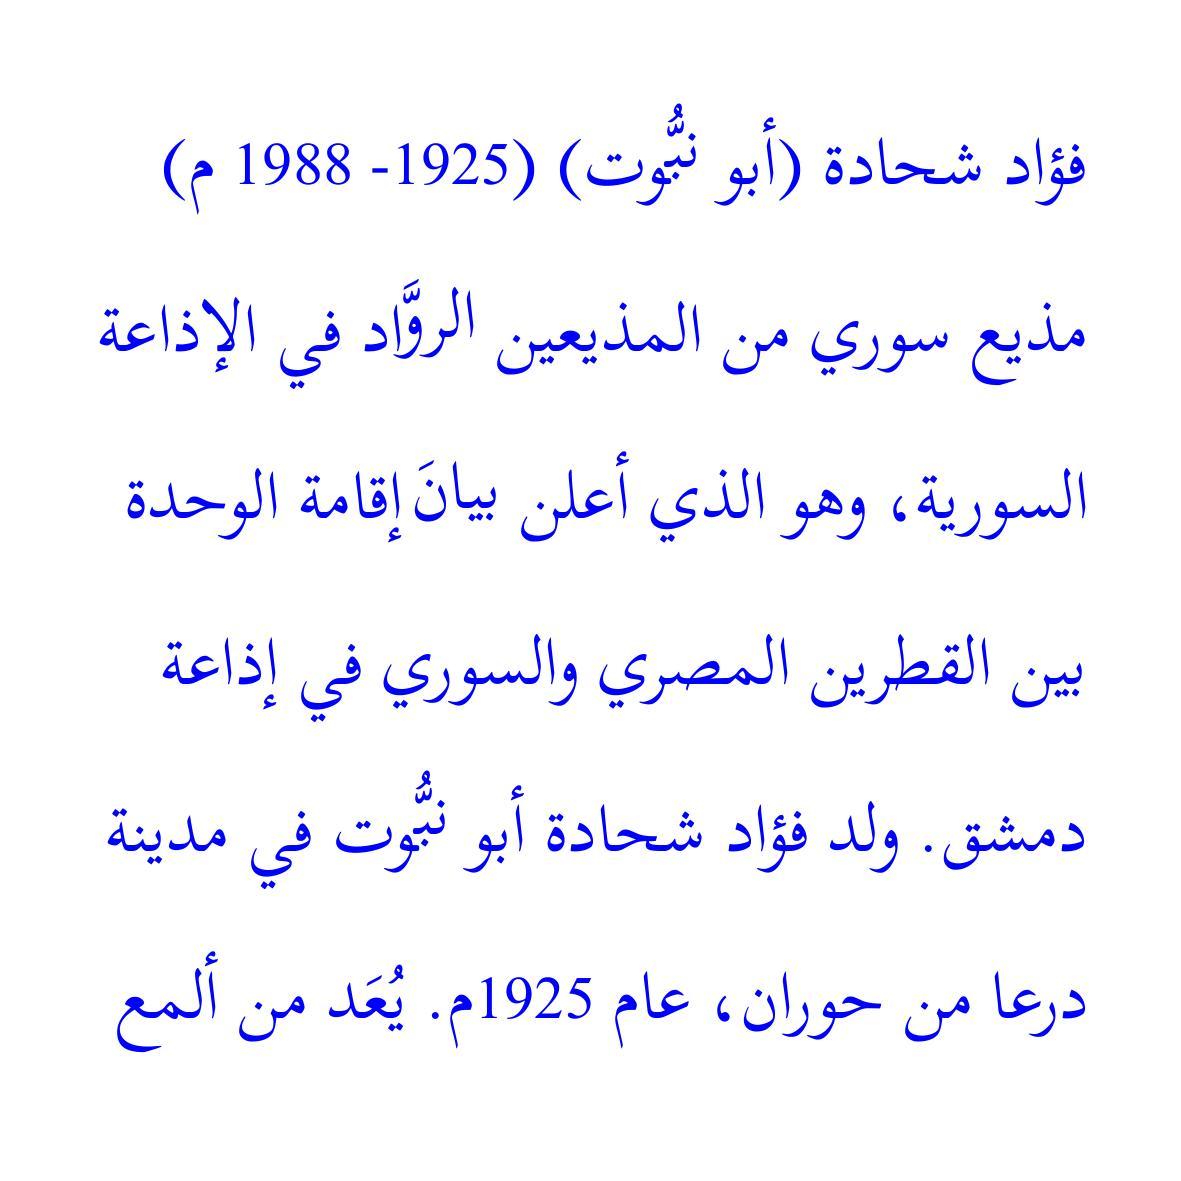 فؤاد شحادة (أبو نبُّوت) (1925- 1988 م)
مذيع سوري من المذيعين الروَّاد في الإذاعة
السورية، وهو الذي أعلن بيانَ إقامة الوحدة
بين القطرين المصري والسوري في إذاعة
دمشق. ولد فؤاد شحادة أبو نبُّوت في مدينة
درعا من حوران، عام 1925م. يُعَد من ألمع